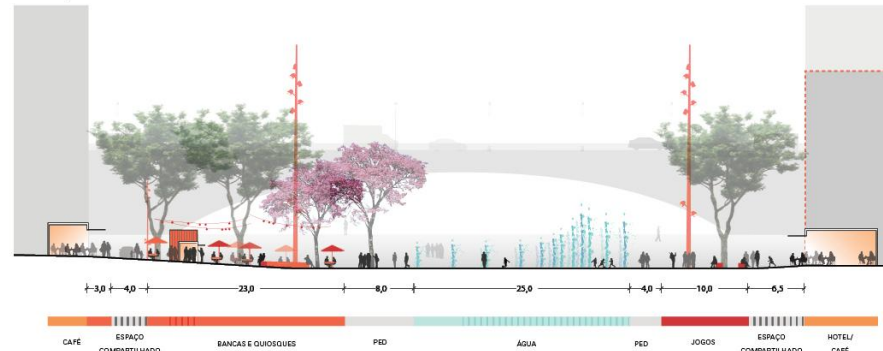 3,0 4,0 23,0 8,0 25,0 4,0 10,0 6,5
CAFÉ ESPAÇO COMPARTILHADO BANCAS E QUIOSQUES PED ÁGUA PED JOGOS ESPAÇO COMPARTILHADO HOTEL/ CAFÉ